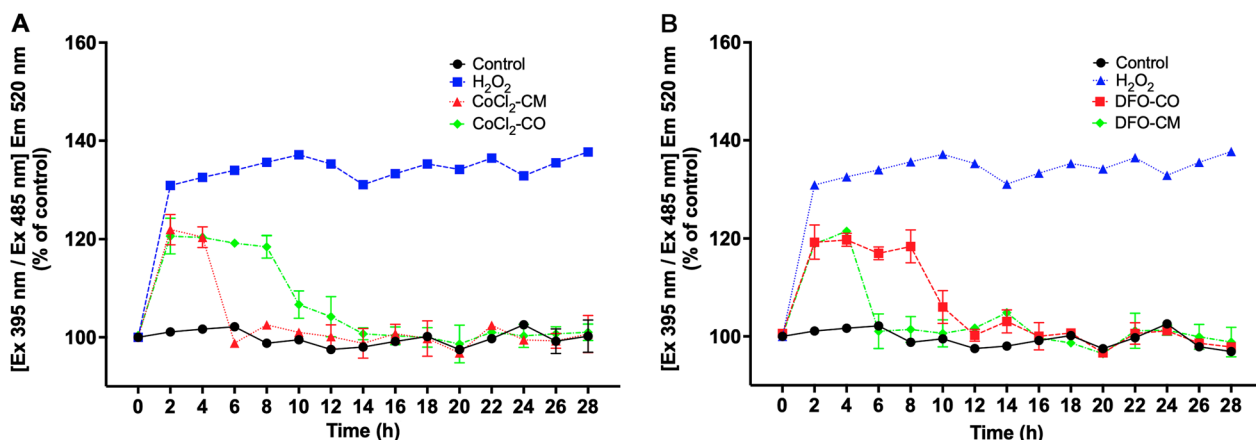 A
[Ex 395 nm / Ex 485 nm] Em 520 nm
(% of control)
160
140
120
100
Control
H₂O₂
CoCl₂-CM
CoCl₂-CO
0 2 4 6 8 10 12 14 16 18 20 22 24 26 28
Time (h)
B
[Ex 395 nm / Ex 485 nm] Em 520 nm
(% of control)
160
140
120
100
Control
H₂O₂
DFO-CO
DFO-CM
0 2 4 6 8 10 12 14 16 18 20 22 24 26 28
Time (h)